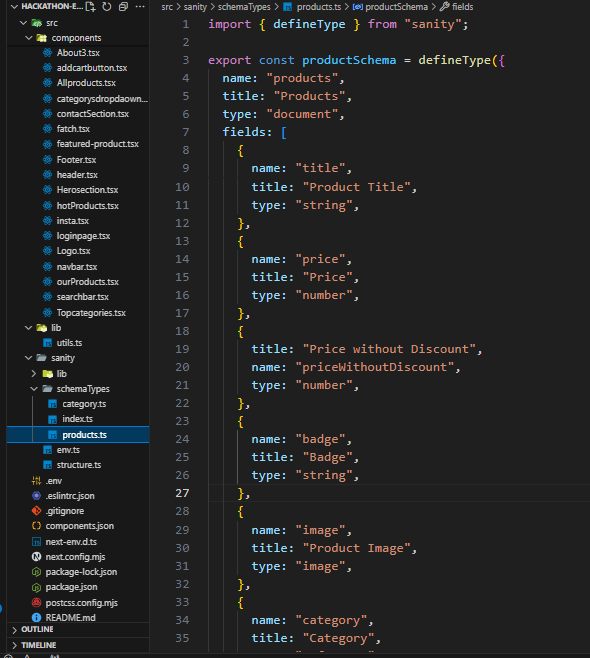 HACKATHON-E...
src
components
About3.tsx
addcartbutton.tsx
Allproducts.tsx
categorysdropdaown...
contactSection.tsx
fatch.tsx
featured-product.tsx
Footer.tsx
header.tsx
Herosection.tsx
hotProducts.tsx
insta.tsx
loginpage.tsx
Logo.tsx
navbar.tsx
ourProducts.tsx
searchbar.tsx
Topcategories.tsx
lib
utils.ts
sanity
lib
schemaTypes
category.ts
index.ts
products.ts
env.ts
structure.ts
.env
.eslintrc.json
.gitignore
components.json
next-env.d.ts
next.config.mjs
package-lock.json
package.json
postcss.config.mjs
README.md
OUTLINE
TIMELINE
src > sanity > schemaTypes > products.ts > productSchema > fields
1 import { defineType } from "sanity";
2
3 export const productSchema = defineType({
4 name: "products",
5 title: "Products",
6 type: "document",
7 fields: [
8 {
9 name: "title",
10 title: "Product Title",
11 type: "string",
12 },
13 {
14 name: "price",
15 title: "Price",
16 type: "number",
17 },
18 {
19 title: "Price without Discount",
20 name: "priceWithoutDiscount",
21 type: "number",
22 },
23 {
24 name: "badge",
25 title: "Badge",
26 type: "string",
27 },
28 {
29 name: "image",
30 title: "Product Image",
31 type: "image",
32 },
33 {
34 name: "category",
35 title: "Category",